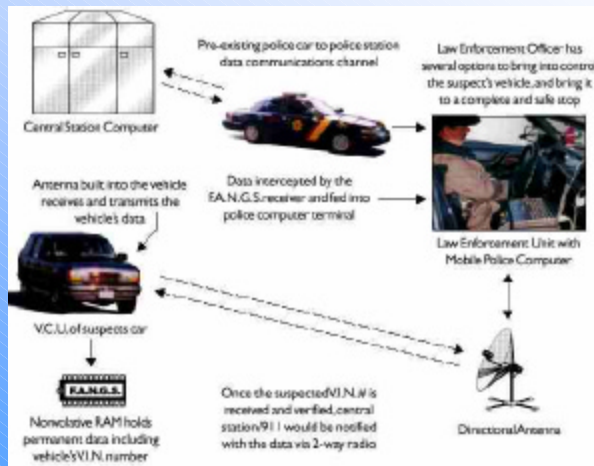 Pre-existing police car to police station
data communications channel
Law Enforcement Officer has
several options to bring into control
the suspect's vehicle, and bring it
to a complete and safe stop
Central Station Computer
Antenna built into the vehicle
receives and transmits the
vehicle's data
Data intercepted by the
F.A.N.G.S. receiver and fed into
police computer terminal
Law Enforcement Unit with
Mobile Police Computer
V.C.U. of suspects car
F.A.N.G.S.
Nonvolative RAM holds
permanent data including
vehicle's V.I.N. number
Once the suspected V.I.N. # is
received and verified, central
station/911 would be notified
with the data via 2-way radio
Directional Antenna